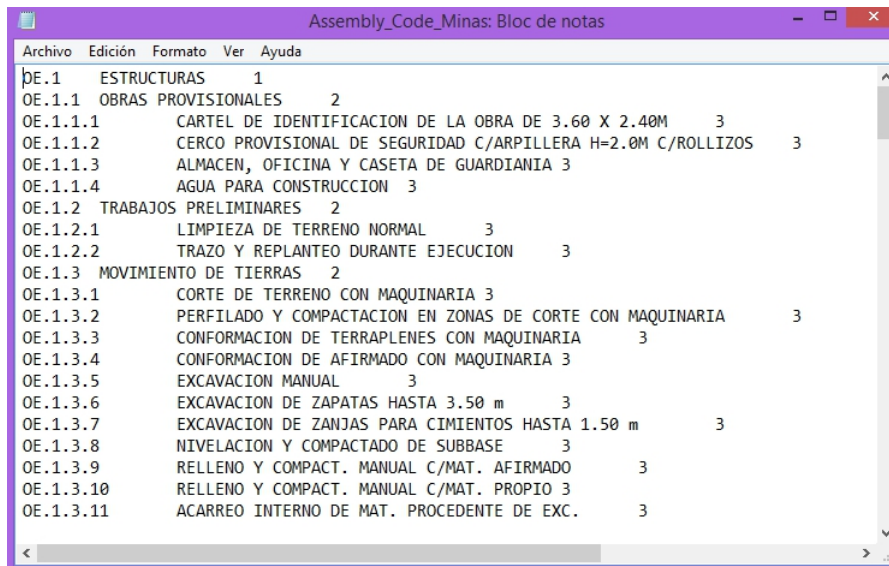 Assembly_Code_Minas: Bloc de notas
Archivo Edición Formato Ver Ayuda
OE.1 ESTRUCTURAS 1
OE.1.1 OBRAS PROVISIONALES 2
OE.1.1.1 CARTEL DE IDENTIFICACION DE LA OBRA DE 3.60 X 2.40M 3
OE.1.1.2 CERCO PROVISIONAL DE SEGURIDAD C/ARPILLERA H=2.0M C/ROLLIZOS 3
OE.1.1.3 ALMACEN, OFICINA Y CASETA DE GUARDIANIA 3
OE.1.1.4 AGUA PARA CONSTRUCCION 3
OE.1.2 TRABAJOS PRELIMINARES 2
OE.1.2.1 LIMPIEZA DE TERRENO NORMAL 3
OE.1.2.2 TRAZO Y REPLANTEO DURANTE EJECUCION 3
OE.1.3 MOVIMIENTO DE TIERRAS 2
OE.1.3.1 CORTE DE TERRENO CON MAQUINARIA 3
OE.1.3.2 PERFILADO Y COMPACTACION EN ZONAS DE CORTE CON MAQUINARIA 3
OE.1.3.3 CONFORMACION DE TERRAPLENES CON MAQUINARIA 3
OE.1.3.4 CONFORMACION DE AFIRMADO CON MAQUINARIA 3
OE.1.3.5 EXCAVACION MANUAL 3
OE.1.3.6 EXCAVACION DE ZAPATAS HASTA 3.50 m 3
OE.1.3.7 EXCAVACION DE ZANJAS PARA CIMIENTOS HASTA 1.50 m 3
OE.1.3.8 NIVELACION Y COMPACTADO DE SUBBASE 3
OE.1.3.9 RELLENO Y COMPACT. MANUAL C/MAT. AFIRMADO 3
OE.1.3.10 RELLENO Y COMPACT. MANUAL C/MAT. PROPIO 3
OE.1.3.11 ACARREO INTERNO DE MAT. PROCEDENTE DE EXC. 3